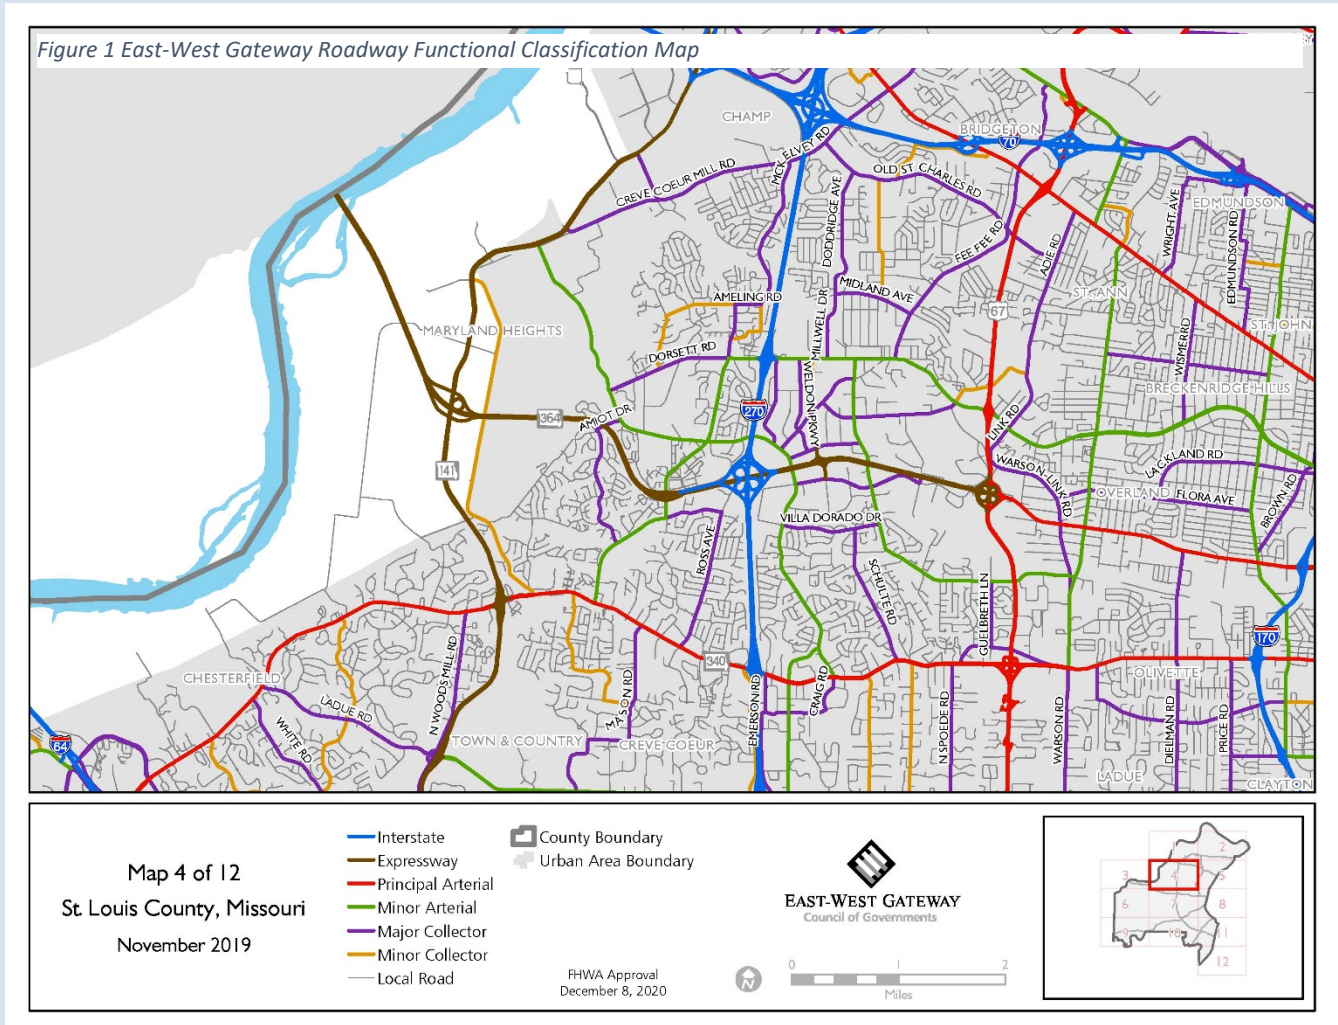 Figure 1 East-West Gateway Roadway Functional Classification Map
CHAMP
BRIDGETON
70
MCKELVEY RD
CREVE COEUR MILL RD
OLD ST CHARLES RD
DODDRIDGE AVE
FEE FEE RD
ADIE RD
WRIGHT AVE
EDMUNDSON
EDMUNDSON RD
ST. ANN
MIDLAND AVE
AMELING RD
67
MARYLAND HEIGHTS
MILLWELL DR
ST. JOHN
WISMER RD
DORSETT RD
WELDON PKWY
BRECKENRIDGE HILLS
270
364
AMIOT DR
LINK RD
141
WARSON-LINK RD
LACKLAND RD
OVERLAND
FLORA AVE
BROWN RD
VILLA DORADO DR
ROSS AVE
SCHULTE RD
GUELBRETH LN
170
N WOODS MILL RD
340
CHESTERFIELD
OLIVETTE
LADUE RD
WHITE RD
MASON RD
EMERSON RD
CRAIG RD
N SPOEDE RD
WARSON RD
DIELMAN RD
PRICE RD
64
TOWN & COUNTRY
CREVE COEUR
LADUE
CLAYTON
Map 4 of 12
St. Louis County, Missouri
November 2019
Interstate
Expressway
Principal Arterial
Minor Arterial
Major Collector
Minor Collector
Local Road
County Boundary
Urban Area Boundary
FHWA Approval
December 8, 2020
EAST-WEST GATEWAY
Council of Governments
N
0 1 2
Miles
1 2
3 4 5
6 7 8
9 10 11
12